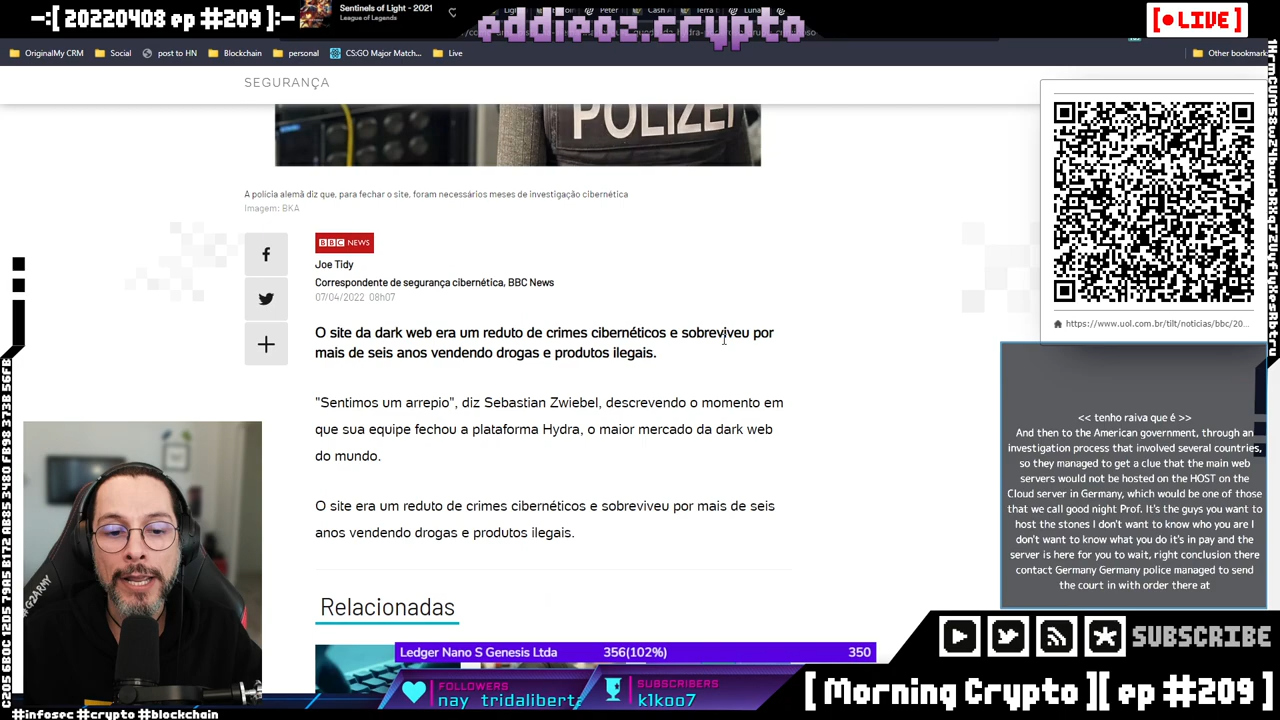 -:[ 20220408 ep #209 ]:-
Sentinels of Light - 2021
League of Legends
Light
Peter
Cash A
Terra
Luna
eddieoz.crypto
[ LIVE ]
OriginalMy CRM
Social
post to HN
Blockchain
personal
CS:GO Major Match...
Live
Other bookmark
SEGURANÇA
POLIZEI
A polícia alemã diz que, para fechar o site, foram necessários meses de investigação cibernética
Imagem: BKA
BBC NEWS
Joe Tidy
Correspondente de segurança cibernética, BBC News
07/04/2022 08h07
O site da dark web era um reduto de crimes cibernéticos e sobreviveu por
mais de seis anos vendendo drogas e produtos ilegais.
"Sentimos um arrepio", diz Sebastian Zwiebel, descrevendo o momento em
que sua equipe fechou a plataforma Hydra, o maior mercado da dark web
do mundo.
O site era um reduto de crimes cibernéticos e sobreviveu por mais de seis
anos vendendo drogas e produtos ilegais.
Relacionadas
https://www.uol.com.br/tilt/noticias/bbc/20...
<< tenho raiva que é >>
And then to the American government, through an
investigation process that involved several countries,
so they managed to get a clue that the main web
servers would not be hosted on the HOST on the
Cloud server in Germany, which would be one of those
that we call good night Prof. It's the guys you want to
host the stones I don't want to know who you are I
don't want to know what you do it's in pay and the
server is here for you to wait, right conclusion there
contact Germany Germany police managed to send
the court in with order there at
Ledger Nano S Genesis Ltda 356(102%) 350
FOLLOWERS
nay_tridaliberta
SUBSCRIBERS
k1koo7
SUBSCRIBE
[ Morning Crypto ][ ep #209 ]
#infosec #crypto #blockchain